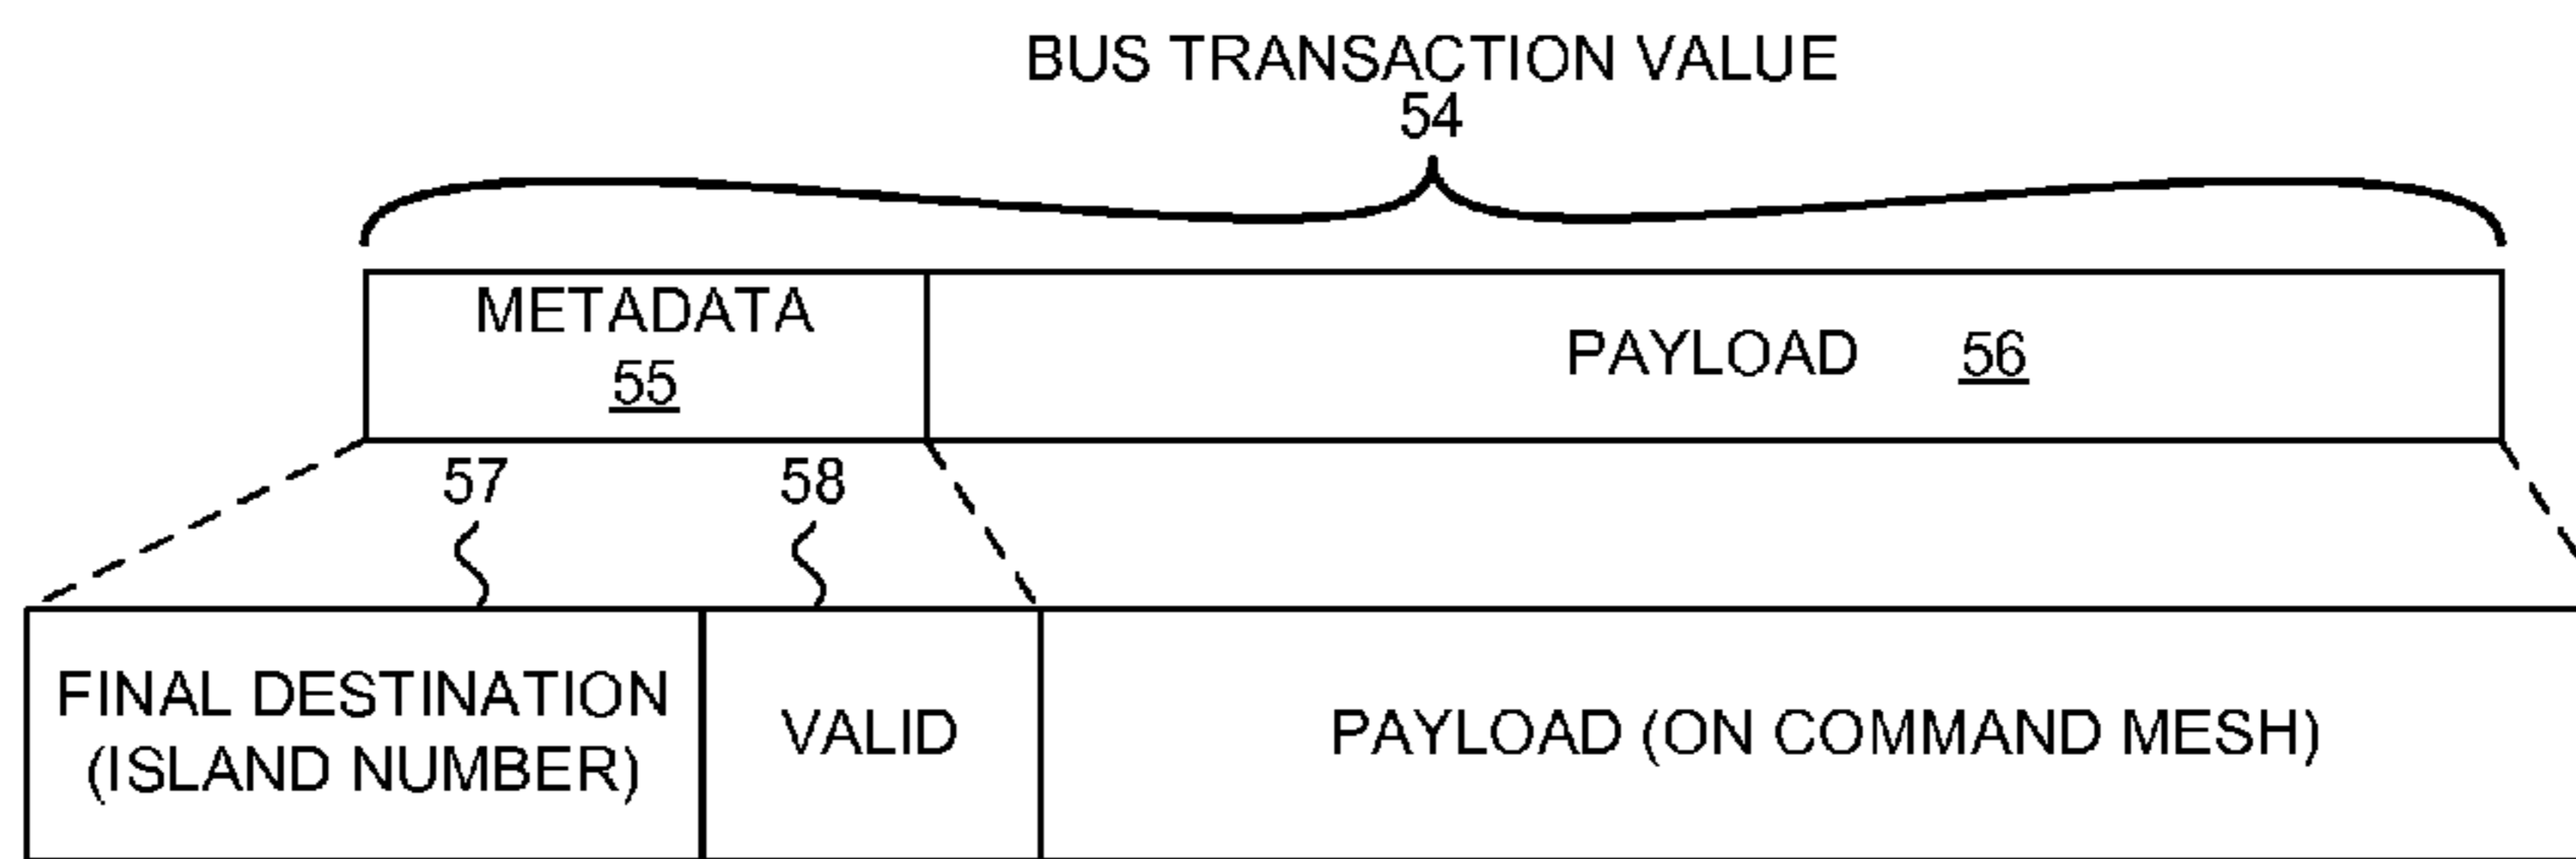 BUS TRANSACTION VALUE
54
METADATA
55
PAYLOAD 56
57 58
FINAL DESTINATION
(ISLAND NUMBER)
VALID
PAYLOAD (ON COMMAND MESH)